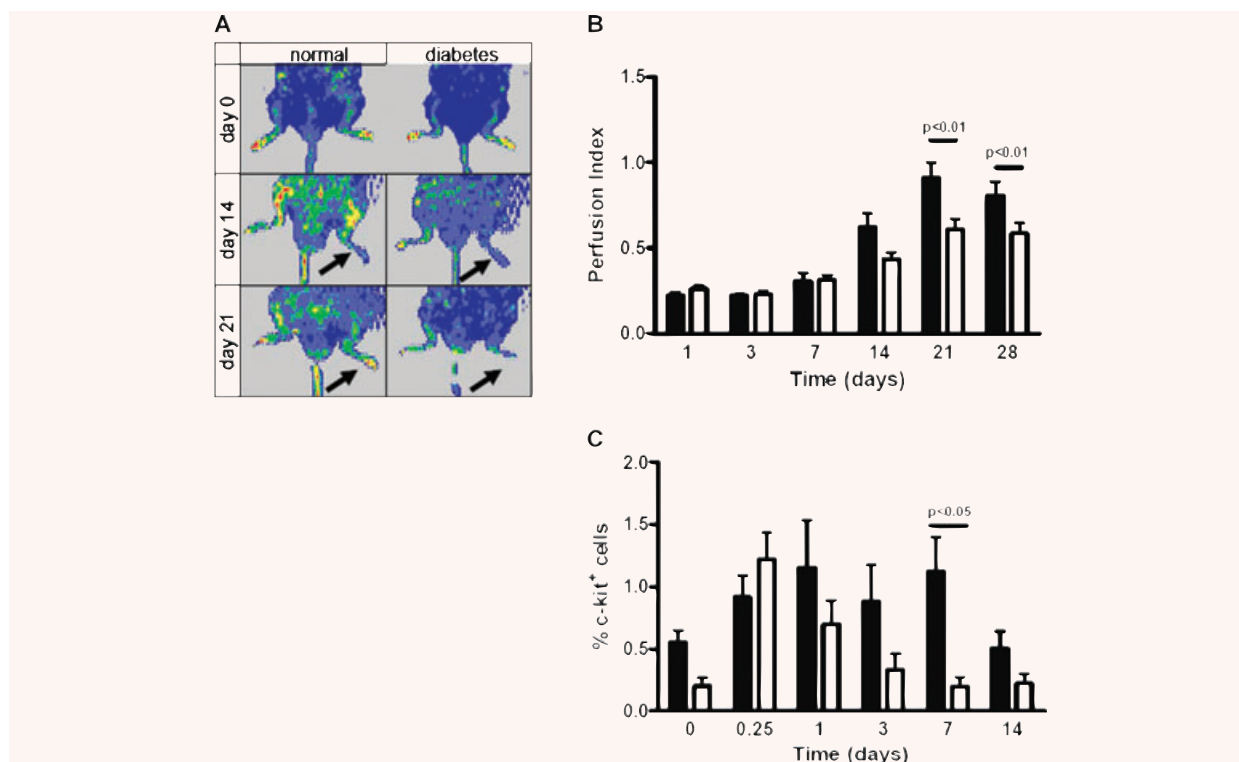 A
normal diabetes
day 0
day 14
day 21
B
Perfusion Index
1.5
1.0
0.5
0.0
p<0.01
p<0.01
1 3 7 14 21 28
Time (days)
C
% c-kit+ cells
2.0
1.5
1.0
0.5
0.0
p<0.05
0 0.25 1 3 7 14
Time (days)